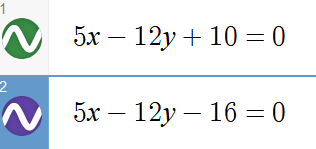 1
5x − 12y + 10 = 0
2
5x − 12y − 16 = 0